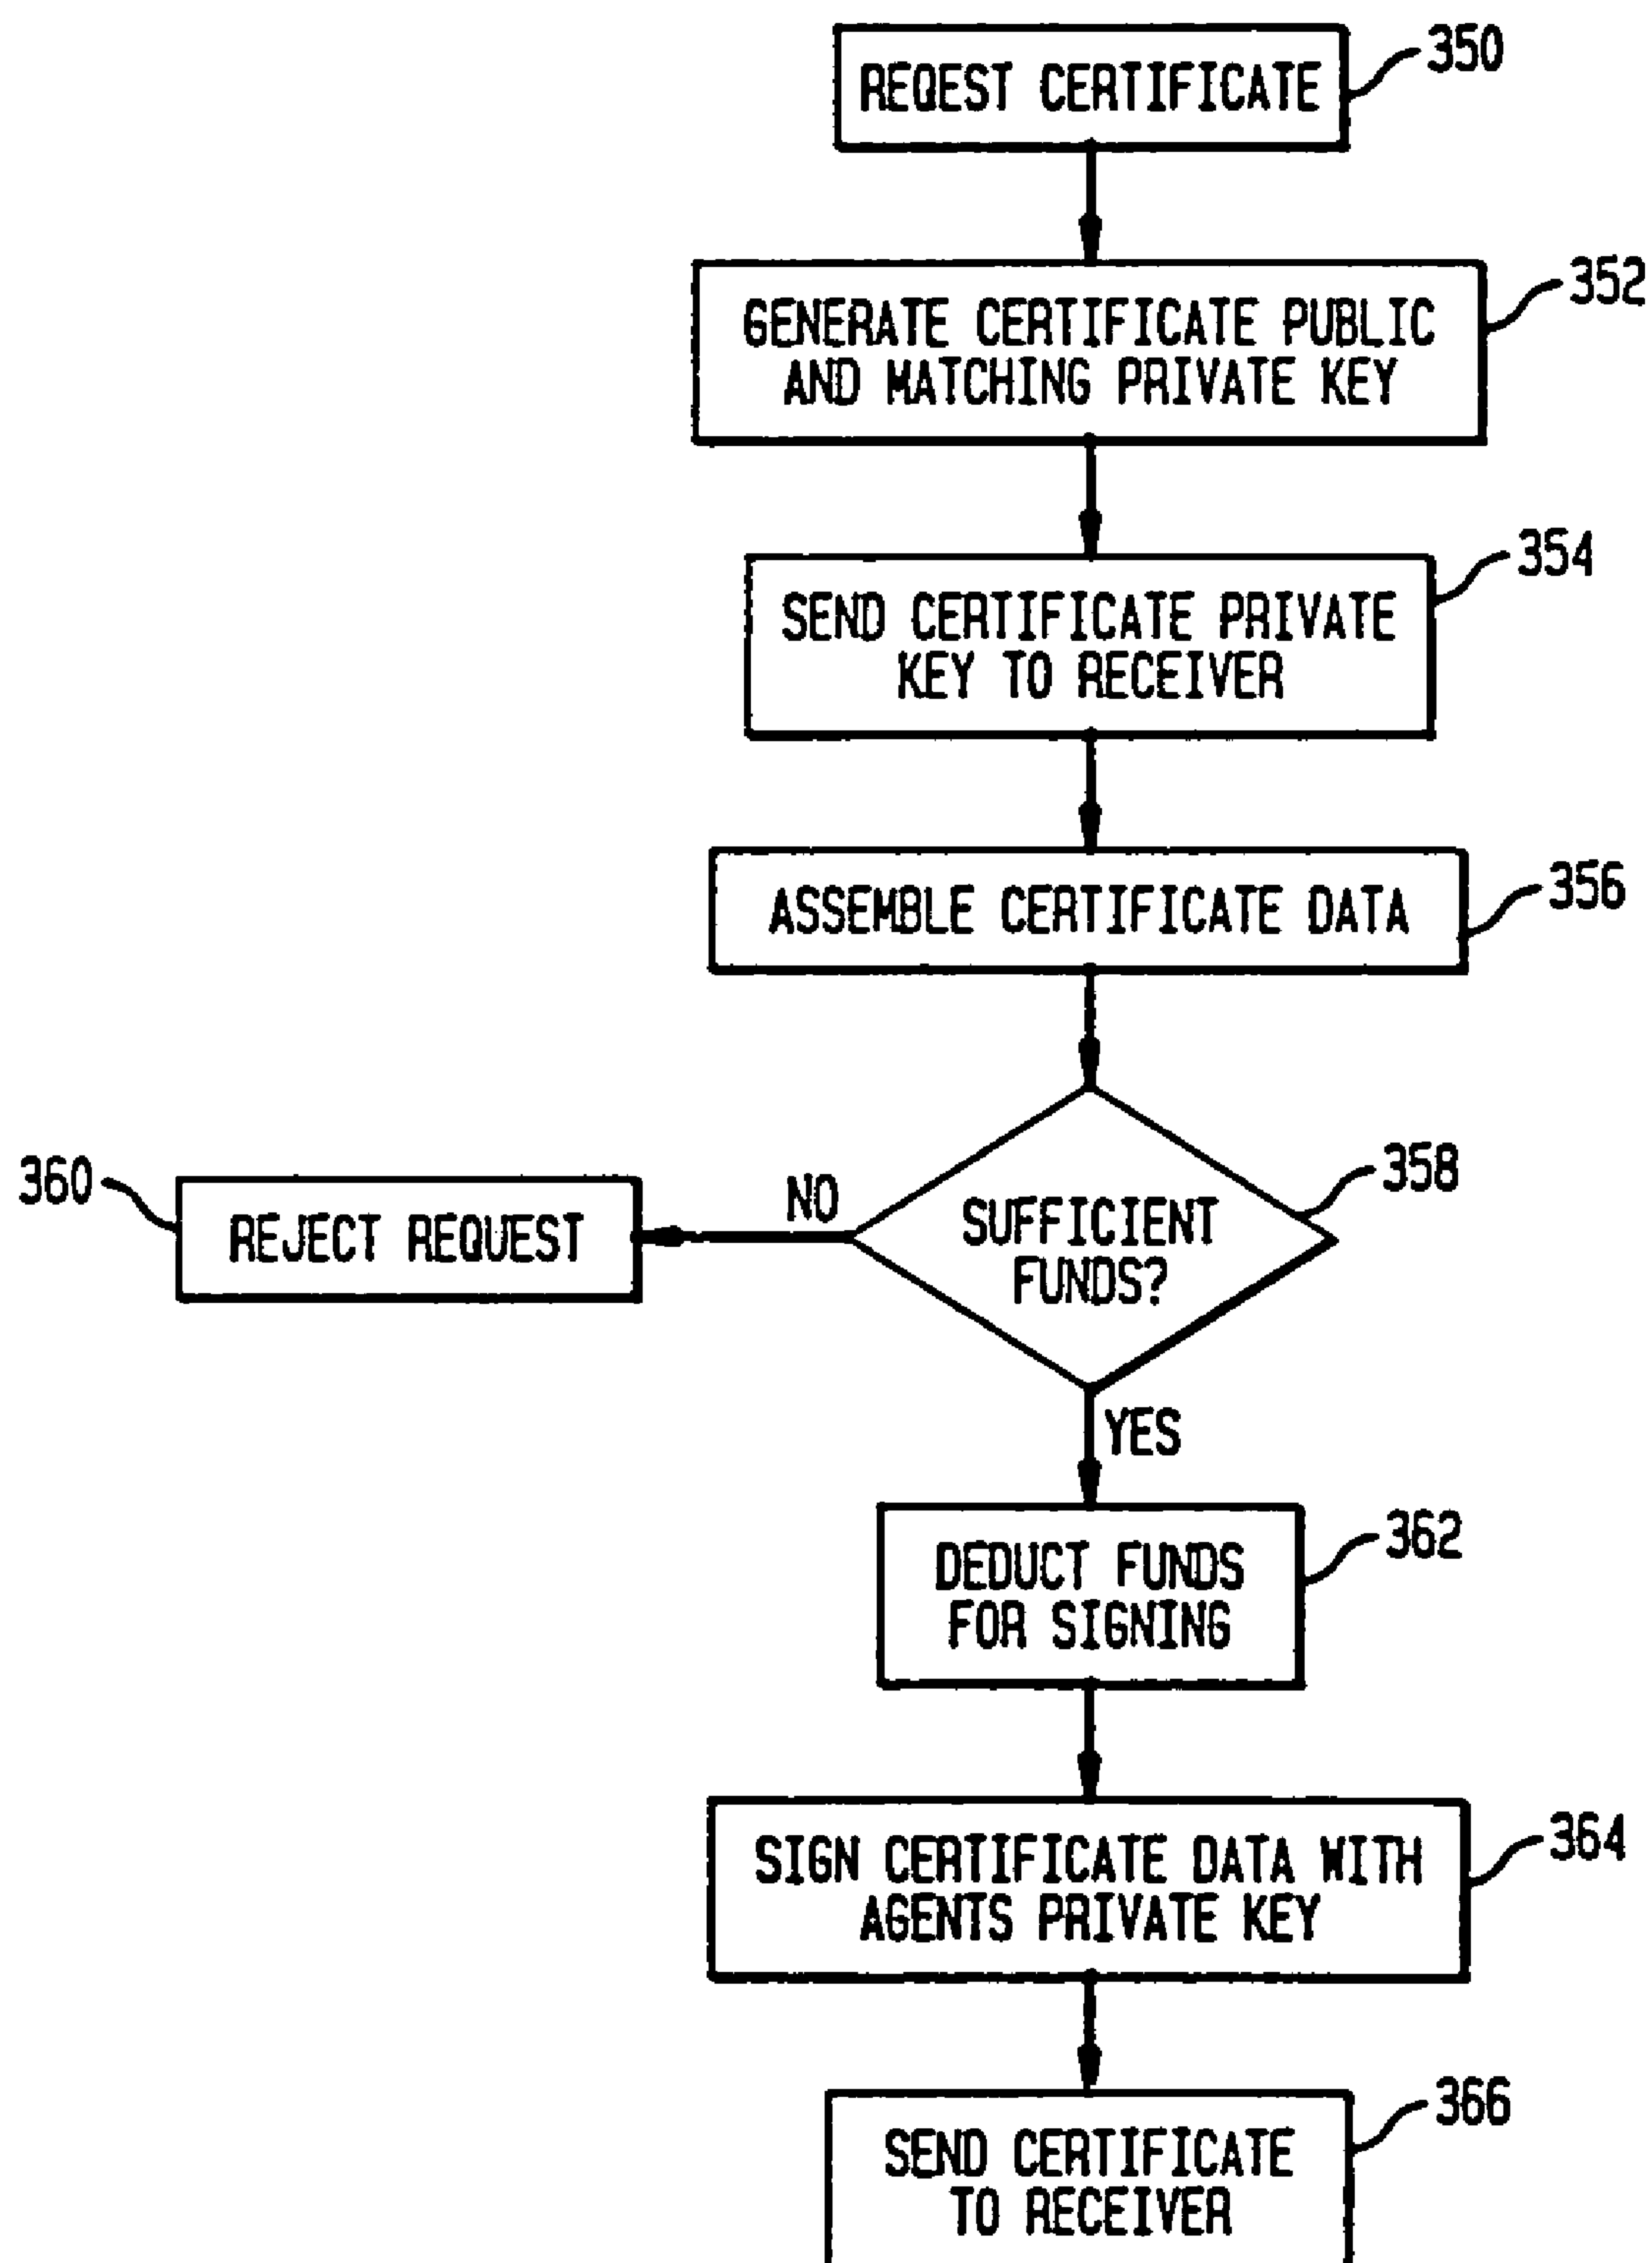 REQEST CERTIFICATE
350
GENERATE CERTIFICATE PUBLIC
AND MATCHING PRIVATE KEY
352
SEND CERTIFICATE PRIVATE
KEY TO RECEIVER
354
ASSEMBLE CERTIFICATE DATA
356
SUFFICIENT
FUNDS?
358
NO
REJECT REQUEST
360
YES
DEDUCT FUNDS
FOR SIGNING
362
SIGN CERTIFICATE DATA WITH
AGENTS PRIVATE KEY
364
SEND CERTIFICATE
TO RECEIVER
366